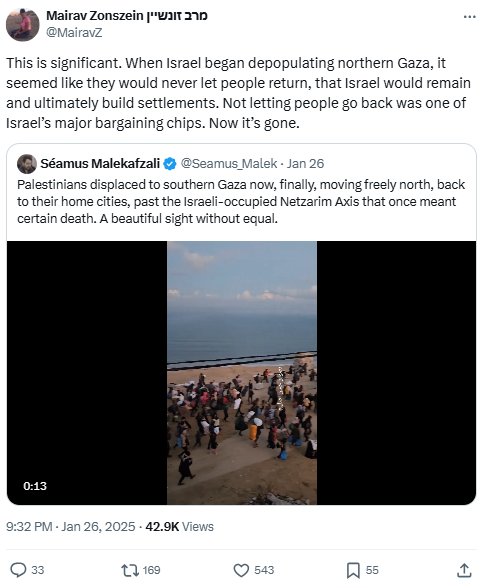 Mairav Zonszein מרב זונשיין
@MairavZ
This is significant. When Israel began depopulating northern Gaza, it
seemed like they would never let people return, that Israel would remain
and ultimately build settlements. Not letting people go back was one of
Israel's major bargaining chips. Now it's gone.
Séamus Malekafzali @Seamus_Malek · Jan 26
Palestinians displaced to southern Gaza now, finally, moving freely north, back
to their home cities, past the Israeli-occupied Netzarim Axis that once meant
certain death. A beautiful sight without equal.
0:13
9:32 PM · Jan 26, 2025 · 42.9K Views
33 169 543 55